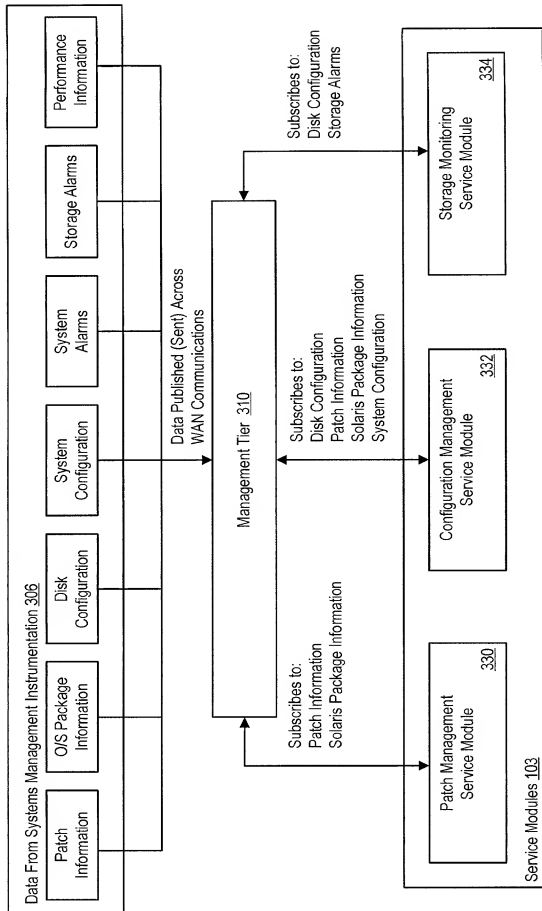 Data From Systems Management Instrumentation 306
Patch
Information
O/S Package
Information
Disk
Configuration
System
Configuration
System
Alarms
Storage Alarms
Performance
Information
Data Published (Sent) Across
WAN Communications
Management Tier 310
Subscribes to:
Patch Information
Solaris Package Information
Subscribes to:
Disk Configuration
Patch Information
Solaris Package Information
System Configuration
Subscribes to:
Disk Configuration
Storage Alarms
Patch Management
Service Module
330
Configuration Management
Service Module
332
Storage Monitoring
Service Module
334
Service Modules 103